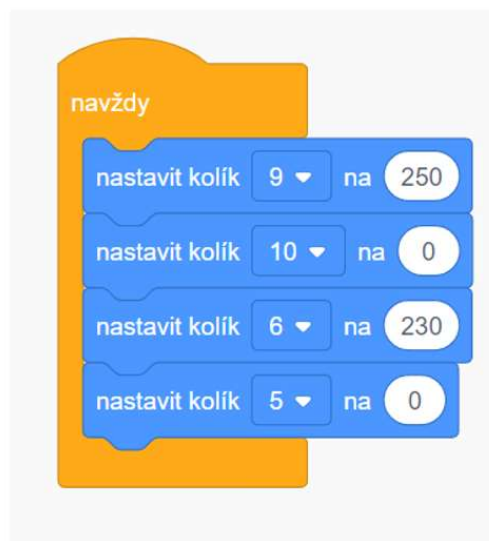 navždy
nastavit kolík 9 na 250
nastavit kolík 10 na 0
nastavit kolík 6 na 230
nastavit kolík 5 na 0